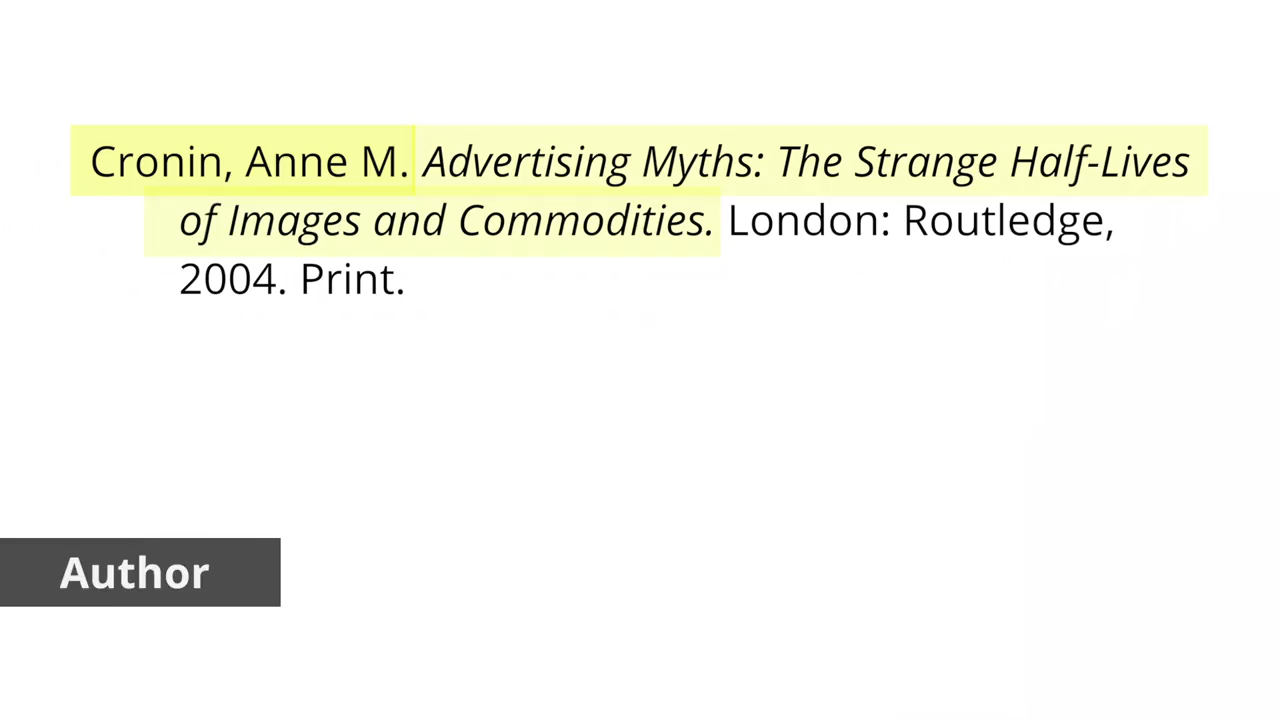 Cronin, Anne M. Advertising Myths: The Strange Half-Lives
of Images and Commodities. London: Routledge,
2004. Print.
Author